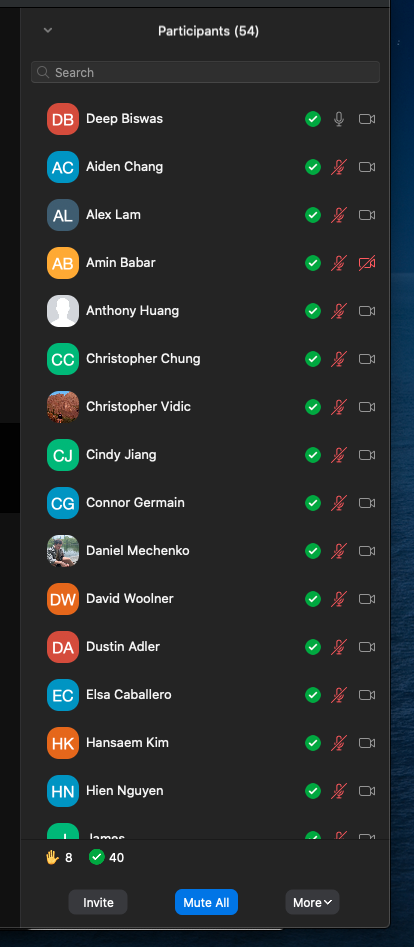 Participants (54)
Search
DB Deep Biswas
AC Aiden Chang
AL Alex Lam
AB Amin Babar
Anthony Huang
CC Christopher Chung
Christopher Vidic
CJ Cindy Jiang
CG Connor Germain
Daniel Mechenko
DW David Woolner
DA Dustin Adler
EC Elsa Caballero
HK Hansaem Kim
HN Hien Nguyen
J James
8 40
Invite Mute All More